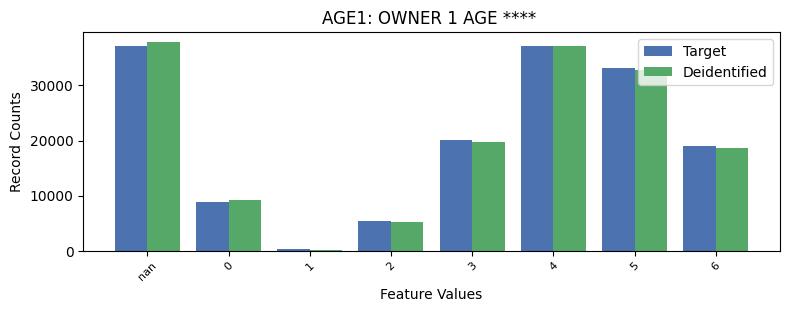 AGE1: OWNER 1 AGE ****
Target
Deidentified
Record Counts
30000
20000
10000
0
nan 0 1 2 3 4 5 6
Feature Values